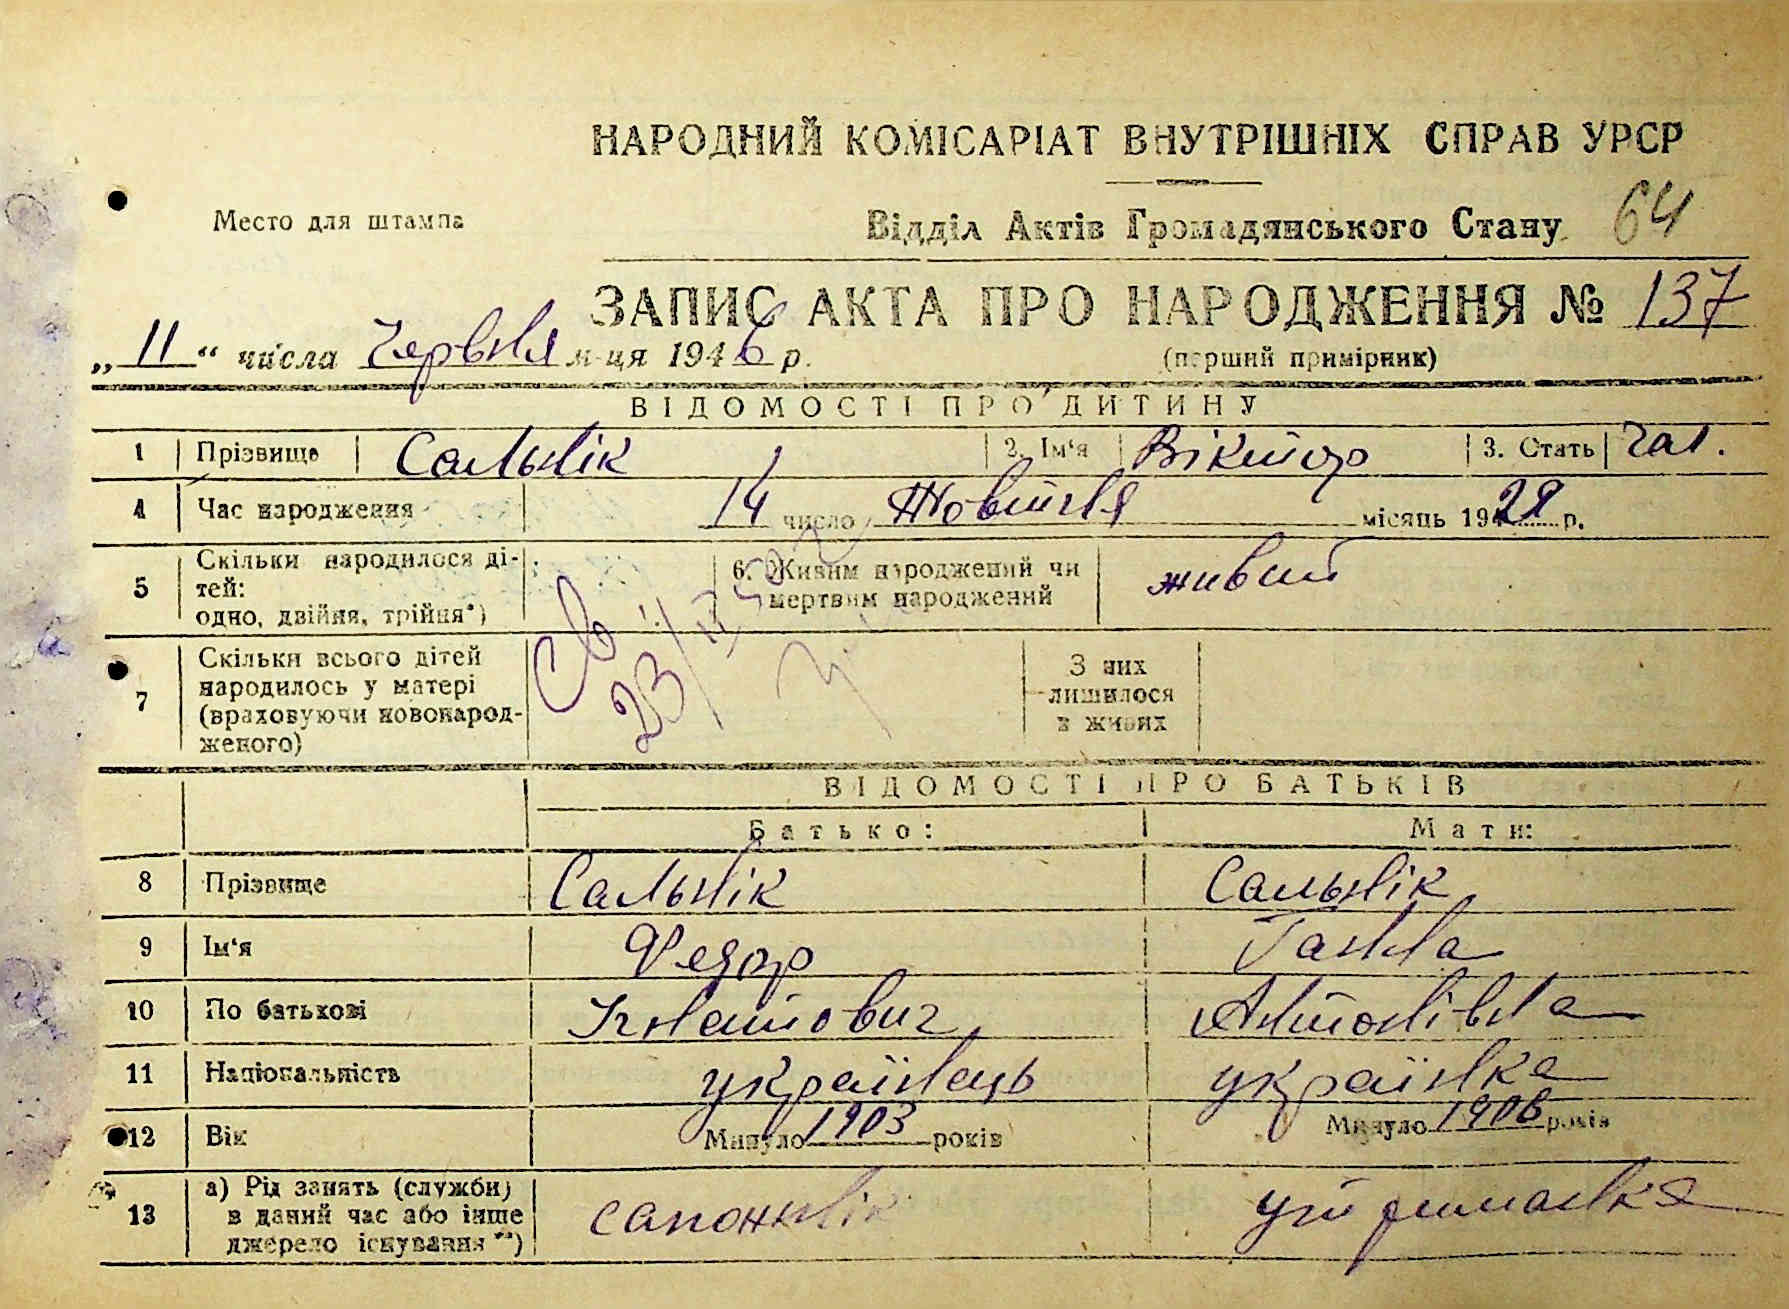 НАРОДНИЙ КОМІСАРІАТ ВНУТРІШНІХ СПРАВ УРСР
Место для штампа
Відділ Актів Громадянського Стану 64
ЗАПИС АКТА ПРО НАРОДЖЕННЯ № 137
„11“ числа Червня м-ця 1946 р. (перший примірник)
ВІДОМОСТІ ПРО ДИТИНУ
1 Прізвище Сальнік 2. Ім'я Віктор 3. Стать чол.
4 Час народження 14 число Жовтня місяць 1929 р.
5 Скільки народилося дітей: одно, двійня, трійня*) 6. Живим народжений чи мертвим народжений живий
Св
23/
7 Скільки всього дітей народилось у матері (враховуючи новонародженого) З них лишилося в живих
ВІДОМОСТІ ПРО БАТЬКІВ
Батько: Мати:
8 Прізвище Сальнік Сальнік
9 Ім'я Федор Ганна
10 По батькові Ігнатович Антонівна
11 Національність українець українка
12 Вік Минуло 1903 років Минуло 1906 років
13 а) Рід занять (служби) в даний час або інше джерело існування**) сапожнік утриманка